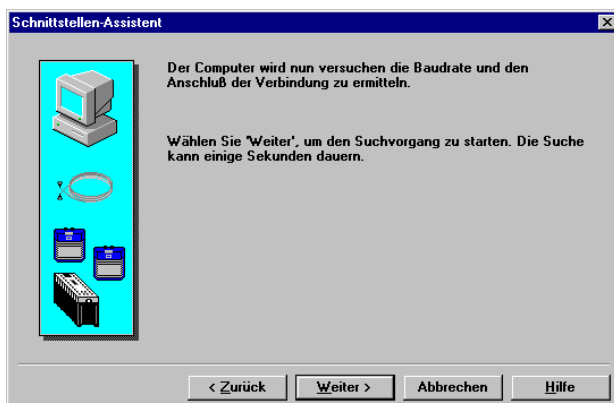 Schnittstellen-Assistent
Der Computer wird nun versuchen die Baudrate und den
Anschluß der Verbindung zu ermitteln.
Wählen Sie 'Weiter', um den Suchvorgang zu starten. Die Suche
kann einige Sekunden dauern.
< Zurück
Weiter >
Abbrechen
Hilfe